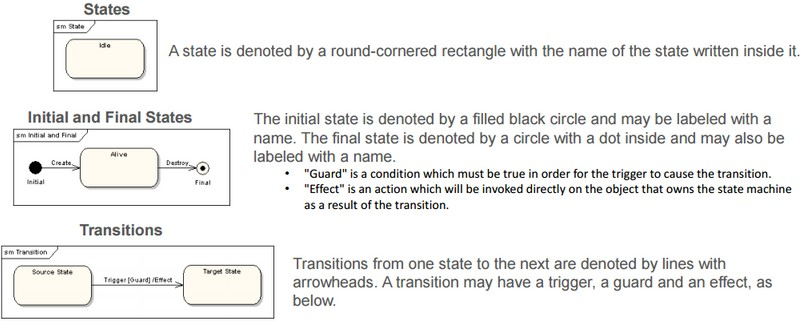 States
sm State
Idle
A state is denoted by a round-cornered rectangle with the name of the state written inside it.
Initial and Final States
sm Initial and Final
Alive
Create
Destroy
Initial
Final
The initial state is denoted by a filled black circle and may be labeled with a
name. The final state is denoted by a circle with a dot inside and may also be
labeled with a name.
• "Guard" is a condition which must be true in order for the trigger to cause the transition.
• "Effect" is an action which will be invoked directly on the object that owns the state machine
as a result of the transition.
Transitions
sm Transition
Source State
Trigger [Guard] /Effect
Target State
Transitions from one state to the next are denoted by lines with
arrowheads. A transition may have a trigger, a guard and an effect, as
below.